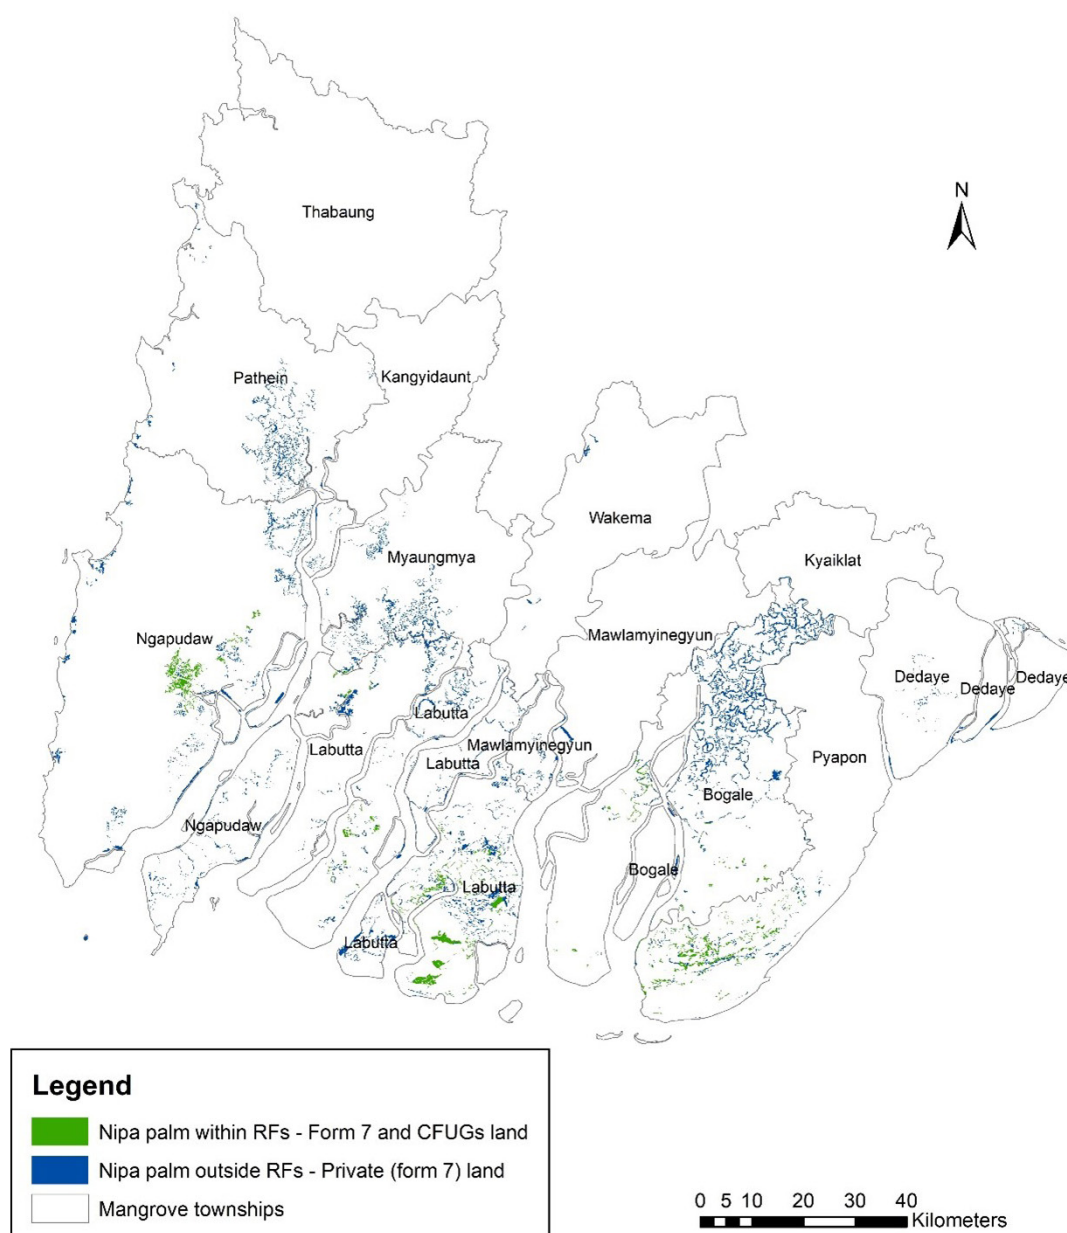 N
Thabaung
Pathein
Kangyidaunt
Wakema
Myaungmya
Kyaiklat
Ngapudaw
Mawlamyinegyun
Dedaye
Dedaye
Dedaye
Labutta
Labutta
Mawlamyinegyun
Labutta
Pyapon
Bogale
Ngapudaw
Bogale
Labutta
Labutta
Legend
Nipa palm within RFs - Form 7 and CFUGs land
Nipa palm outside RFs - Private (form 7) land
Mangrove townships
0 5 10 20 30 40
Kilometers